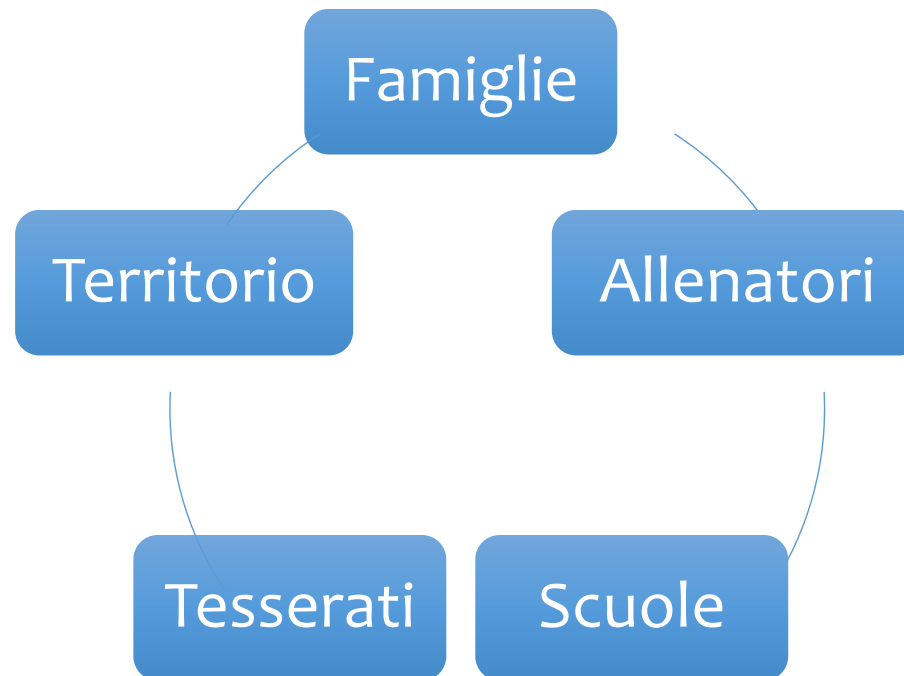 Famiglie
Territorio
Allenatori
Tesserati
Scuole